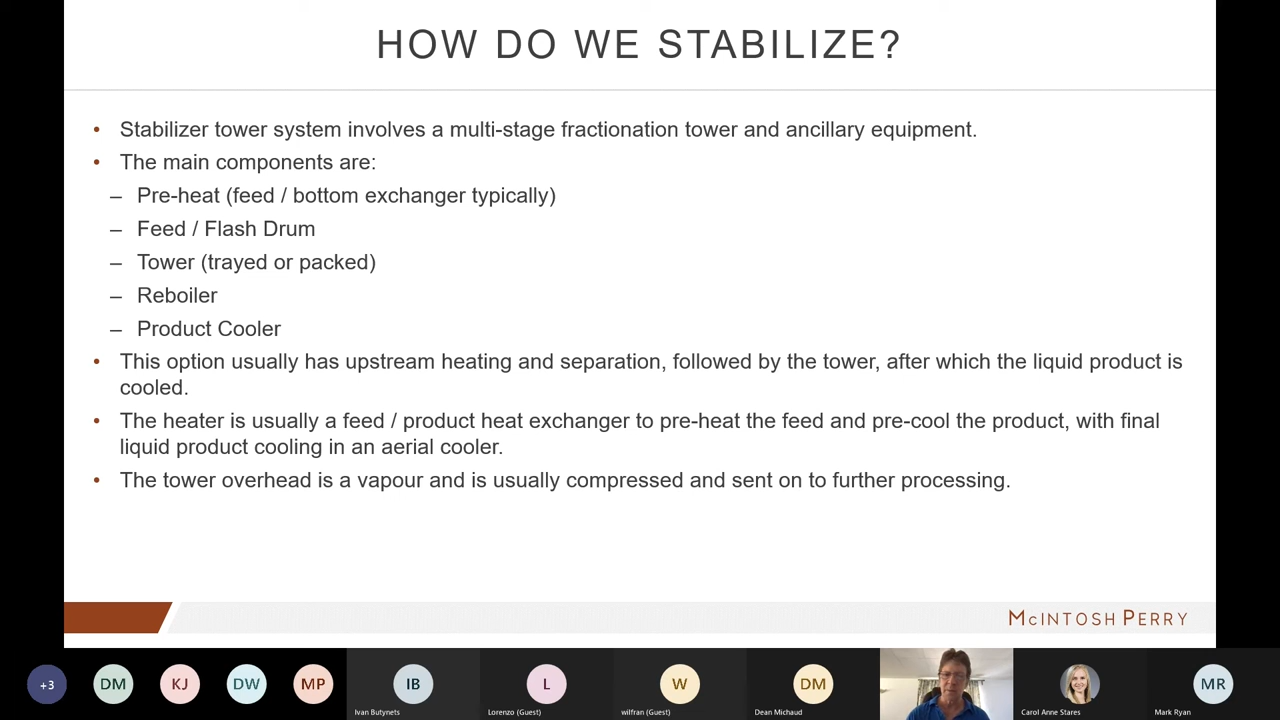 HOW DO WE STABILIZE?
• Stabilizer tower system involves a multi-stage fractionation tower and ancillary equipment.
• The main components are:
– Pre-heat (feed / bottom exchanger typically)
– Feed / Flash Drum
– Tower (trayed or packed)
– Reboiler
– Product Cooler
• This option usually has upstream heating and separation, followed by the tower, after which the liquid product is
cooled.
• The heater is usually a feed / product heat exchanger to pre-heat the feed and pre-cool the product, with final
liquid product cooling in an aerial cooler.
• The tower overhead is a vapour and is usually compressed and sent on to further processing.
MCINTOSH PERRY
+3 DM KJ DW MP IB L W DM MR
Ivan Butynets Lorenzo (Guest) wilfran (Guest) Dean Michaud Carol Anne Stares Mark Ryan